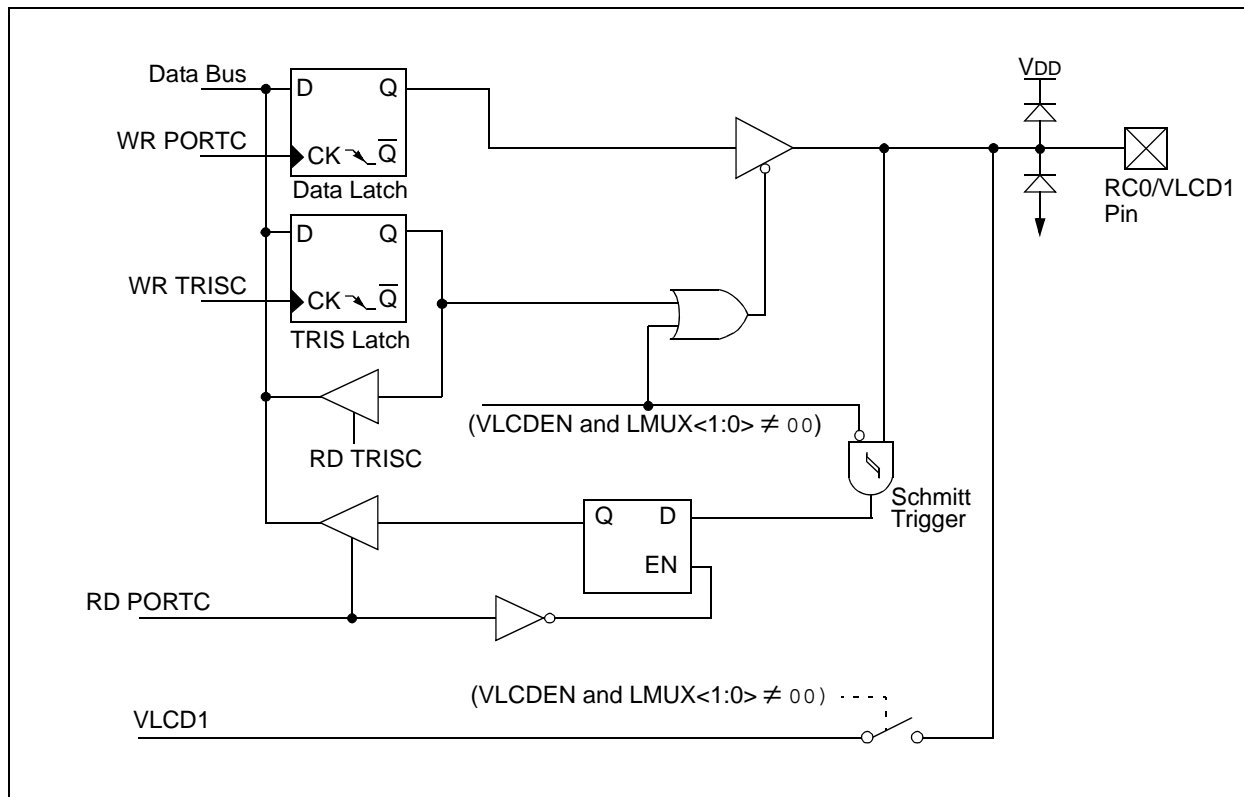 Data Bus
D Q
WR PORTC
CK Q̅
Data Latch
VDD
RC0/VLCD1
Pin
D Q
WR TRISC
CK Q̅
TRIS Latch
(VLCDEN and LMUX<1:0> ≠ 00)
RD TRISC
Schmitt
Trigger
Q D
EN
RD PORTC
(VLCDEN and LMUX<1:0> ≠ 00)
VLCD1